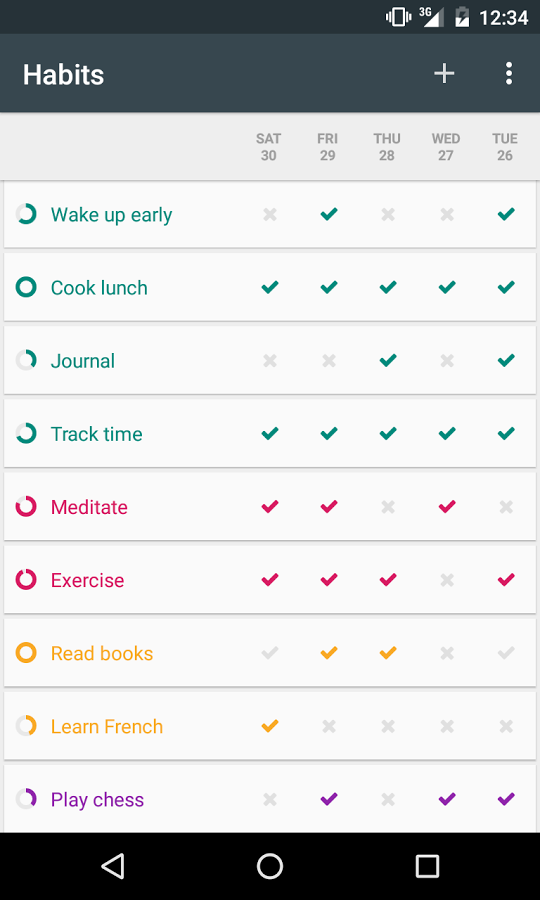 3G 12:34
Habits
SAT FRI THU WED TUE
30 29 28 27 26
Wake up early
Cook lunch
Journal
Track time
Meditate
Exercise
Read books
Learn French
Play chess